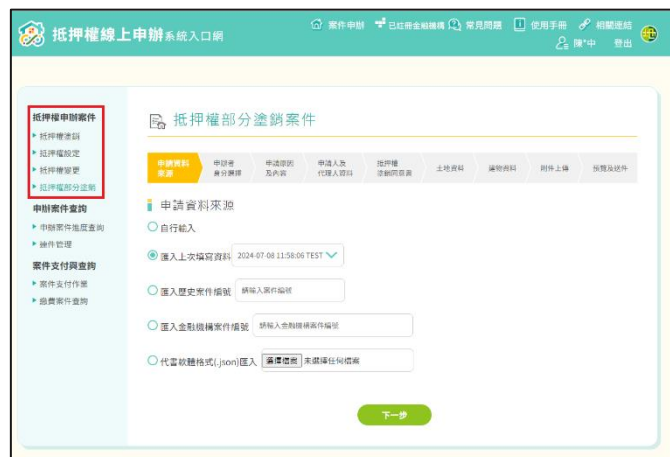 抵押權線上申辦系統入口網
案件申辦 已註冊金融機構 常見問題 使用手冊 相關連結
陳*中 登出
抵押權申辦案件
抵押權塗銷
抵押權設定
抵押權變更
抵押權部分塗銷
申辦案件查詢
申辦案件進度查詢
案件管理
案件支付與查詢
案件支付作業
繳費案件查詢
抵押權部分塗銷案件
申請資料來源
申辦者身分選擇
申請原因及內容
申請人及代理人資料
抵押權塗銷同意書
土地資料
建物資料
附件上傳
預覽及送件
申請資料來源
自行輸入
匯入上次填寫資料 2024-07-08 11:58:06 TEST
匯入歷史案件編號 請輸入案件編號
匯入金融機構案件編號 請輸入金融機構案件編號
代書軟體格式(.json)匯入 選擇檔案 未選擇任何檔案
下一步